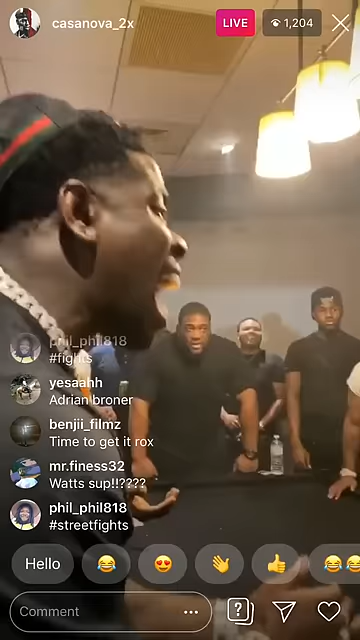 casanova_2x
LIVE
1,204
phil_phil818
#fights
yesaahh
Adrian broner
benjii_filmz
Time to get it rox
mr.finess32
Watts sup!!????
phil_phil818
#streetfights
Hello
Comment